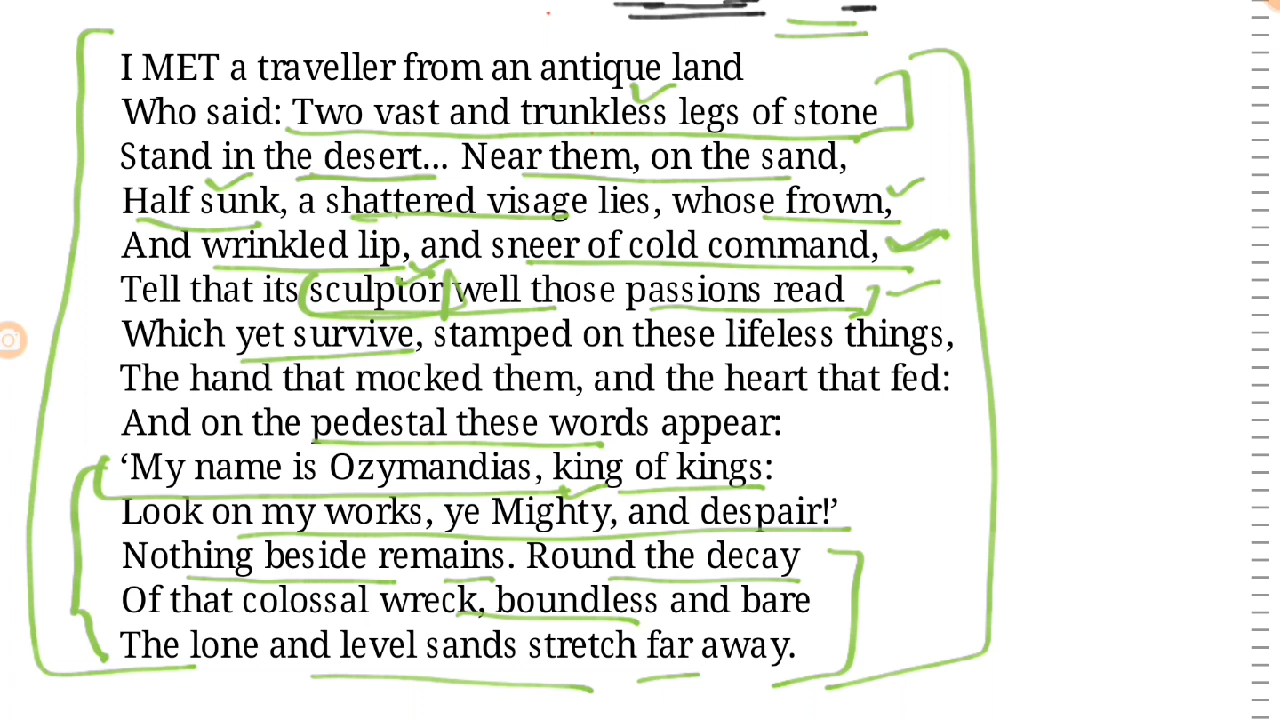 I MET a traveller from an antique land
Who said: Two vast and trunkless legs of stone
Stand in the desert... Near them, on the sand,
Half sunk, a shattered visage lies, whose frown,
And wrinkled lip, and sneer of cold command,
Tell that its sculptor well those passions read
Which yet survive, stamped on these lifeless things,
The hand that mocked them, and the heart that fed:
And on the pedestal these words appear:
‘My name is Ozymandias, king of kings:
Look on my works, ye Mighty, and despair!’
Nothing beside remains. Round the decay
Of that colossal wreck, boundless and bare
The lone and level sands stretch far away.